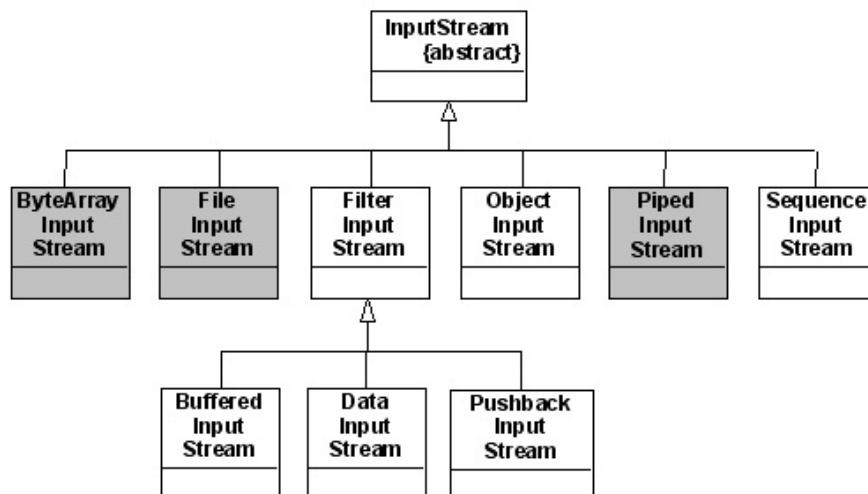 InputStream
{abstract}
ByteArray
Input
Stream
File
Input
Stream
Filter
Input
Stream
Object
Input
Stream
Piped
Input
Stream
Sequence
Input
Stream
Buffered
Input
Stream
Data
Input
Stream
Pushback
Input
Stream